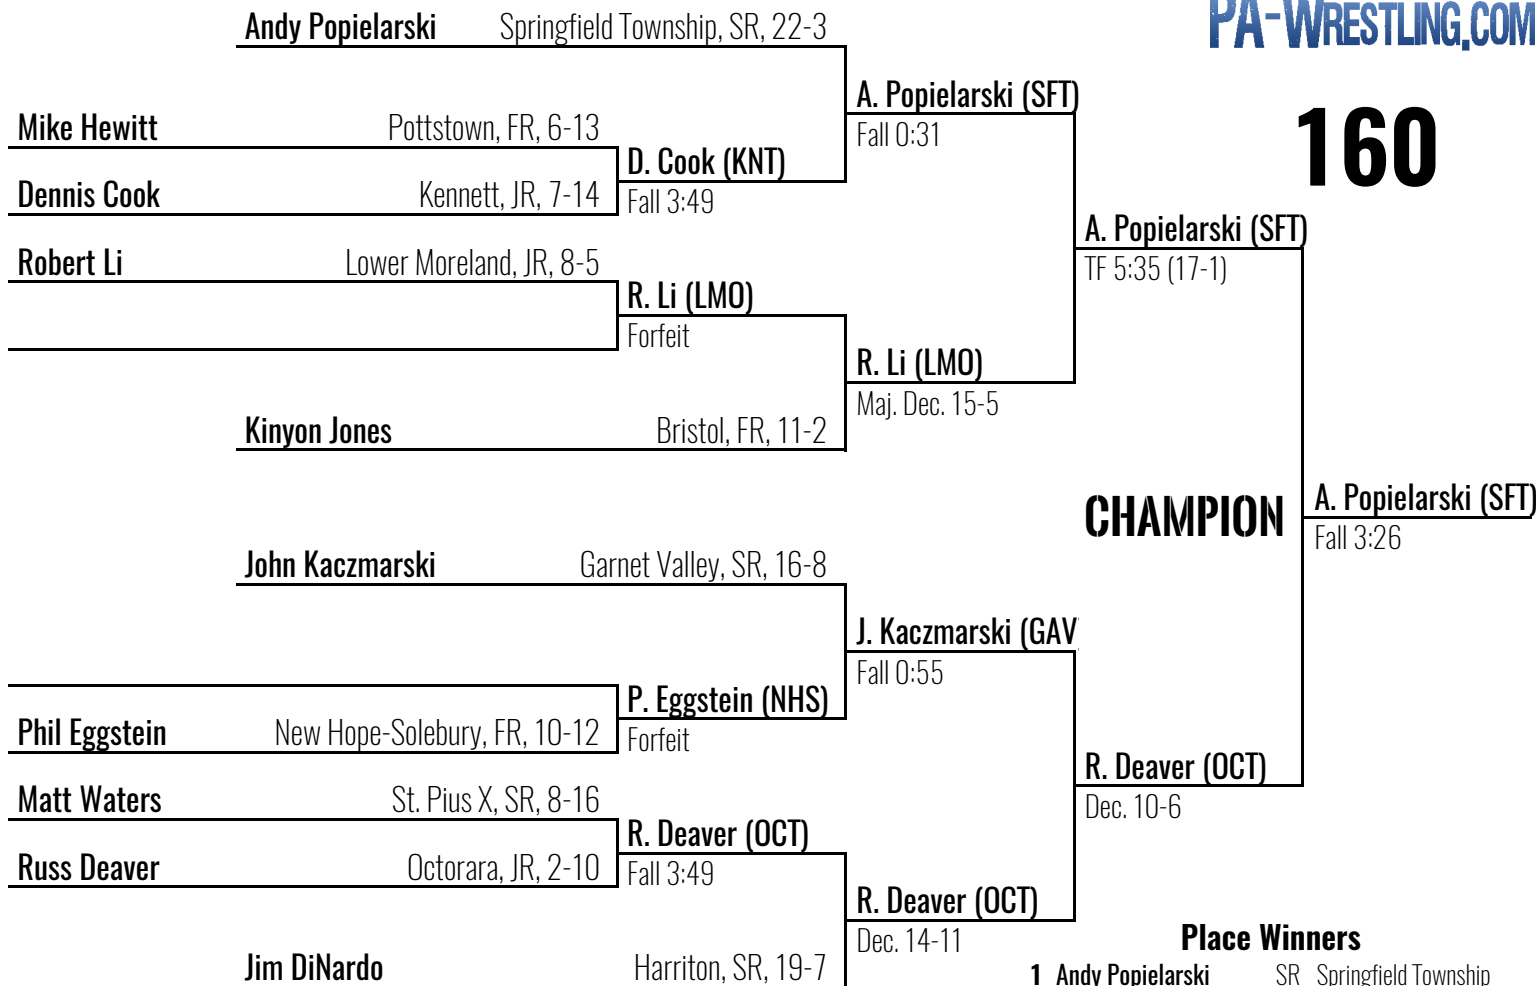 PA-WRESTLING.COM
Andy Popielarski Springfield Township, SR, 22-3
A. Popielarski (SFT)
Fall 0:31
160
Mike Hewitt Pottstown, FR, 6-13
D. Cook (KNT)
Fall 3:49
Dennis Cook Kennett, JR, 7-14
A. Popielarski (SFT)
TF 5:35 (17-1)
Robert Li Lower Moreland, JR, 8-5
R. Li (LMO)
Forfeit
R. Li (LMO)
Maj. Dec. 15-5
Kinyon Jones Bristol, FR, 11-2
CHAMPION
A. Popielarski (SFT)
Fall 3:26
John Kaczmarski Garnet Valley, SR, 16-8
J. Kaczmarski (GAV
Fall 0:55
P. Eggstein (NHS)
Forfeit
Phil Eggstein New Hope-Solebury, FR, 10-12
R. Deaver (OCT)
Dec. 10-6
Matt Waters St. Pius X, SR, 8-16
R. Deaver (OCT)
Fall 3:49
Russ Deaver Octorara, JR, 2-10
R. Deaver (OCT)
Dec. 14-11
Jim DiNardo Harriton, SR, 19-7
Place Winners
1 Andy Popielarski SR Springfield Township